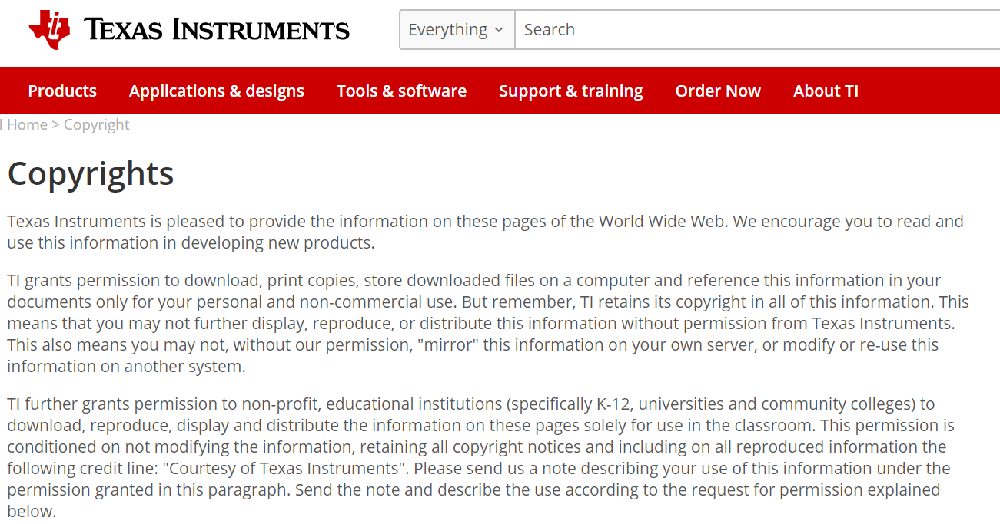 TEXAS INSTRUMENTS
Everything
Search
Products
Applications & designs
Tools & software
Support & training
Order Now
About TI
I Home > Copyright
Copyrights
Texas Instruments is pleased to provide the information on these pages of the World Wide Web. We encourage you to read and
use this information in developing new products.
TI grants permission to download, print copies, store downloaded files on a computer and reference this information in your
documents only for your personal and non-commercial use. But remember, TI retains its copyright in all of this information. This
means that you may not further display, reproduce, or distribute this information without permission from Texas Instruments.
This also means you may not, without our permission, "mirror" this information on your own server, or modify or re-use this
information on another system.
TI further grants permission to non-profit, educational institutions (specifically K-12, universities and community colleges) to
download, reproduce, display and distribute the information on these pages solely for use in the classroom. This permission is
conditioned on not modifying the information, retaining all copyright notices and including on all reproduced information the
following credit line: "Courtesy of Texas Instruments". Please send us a note describing your use of this information under the
permission granted in this paragraph. Send the note and describe the use according to the request for permission explained
below.